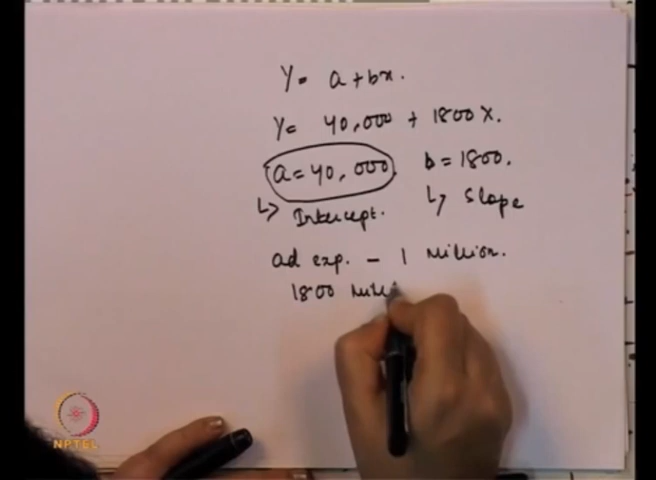 Y = a + bx.
Y = 40,000 + 1800 X.
a = 40,000 b = 1800.
↳ Intercept. ↳ Slope
ad exp. - 1 Million.
1800
NPTEL